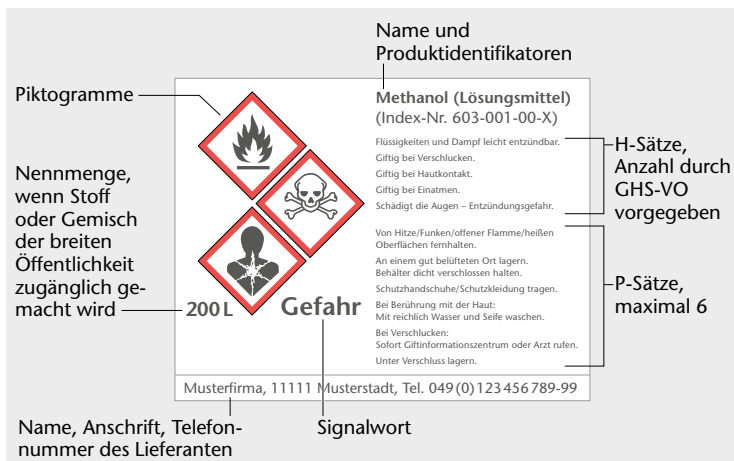 Name und
Produktidentifikatoren
Piktogramme
Methanol (Lösungsmittel)
(Index-Nr. 603-001-00-X)
Flüssigkeiten und Dampf leicht entzündbar.
Giftig bei Verschlucken.
Giftig bei Hautkontakt.
Giftig bei Einatmen.
Schädigt die Augen – Entzündungsgefahr.
H-Sätze,
Anzahl durch
GHS-VO
vorgegeben
Nennmenge,
wenn Stoff
oder Gemisch
der breiten
Öffentlichkeit
zugänglich ge-
macht wird
Von Hitze/Funken/offener Flamme/heißen
Oberflächen fernhalten.
An einem gut belüfteten Ort lagern.
Behälter dicht verschlossen halten.
Schutzhandschuhe/Schutzkleidung tragen.
Bei Berührung mit der Haut:
Mit reichlich Wasser und Seife waschen.
Bei Verschlucken:
Sofort Giftinformationszentrum oder Arzt rufen.
Unter Verschluss lagern.
P-Sätze,
maximal 6
200 L
Gefahr
Musterfirma, 11111 Musterstadt, Tel. 049 (0) 123 456 789-99
Name, Anschrift, Telefon-
nummer des Lieferanten
Signalwort